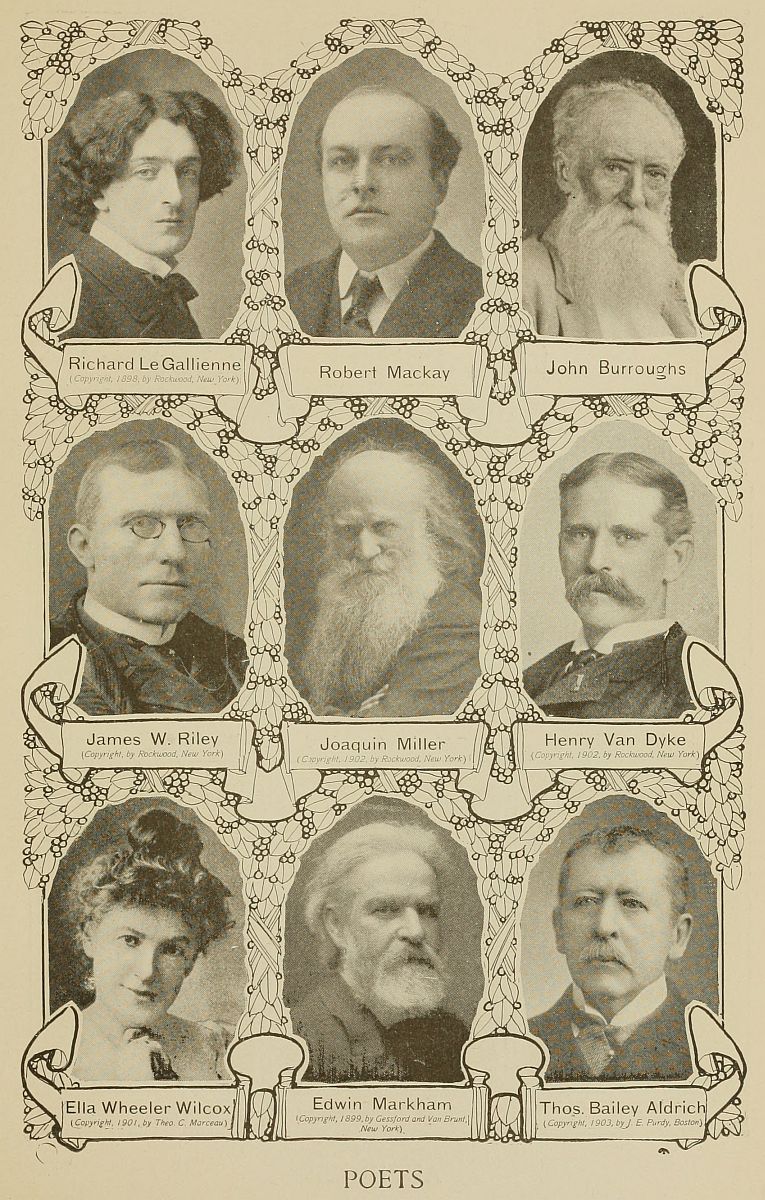 Richard Le Gallienne
(Copyright, 1898, by Rockwood, New York)
Robert Mackay
John Burroughs
James W. Riley
(Copyright, by Rockwood, New York)
Joaquin Miller
(Copyright, 1902, by Rockwood, New York)
Henry Van Dyke
(Copyright, 1902, by Rockwood, New York)
Ella Wheeler Wilcox
(Copyright, 1901, by Theo. C. Marceau)
Edwin Markham
(Copyright, 1899, by Gessford and Van Brunt,
New York)
Thos. Bailey Aldrich
(Copyright, 1903, by J. E. Purdy, Boston)
POETS